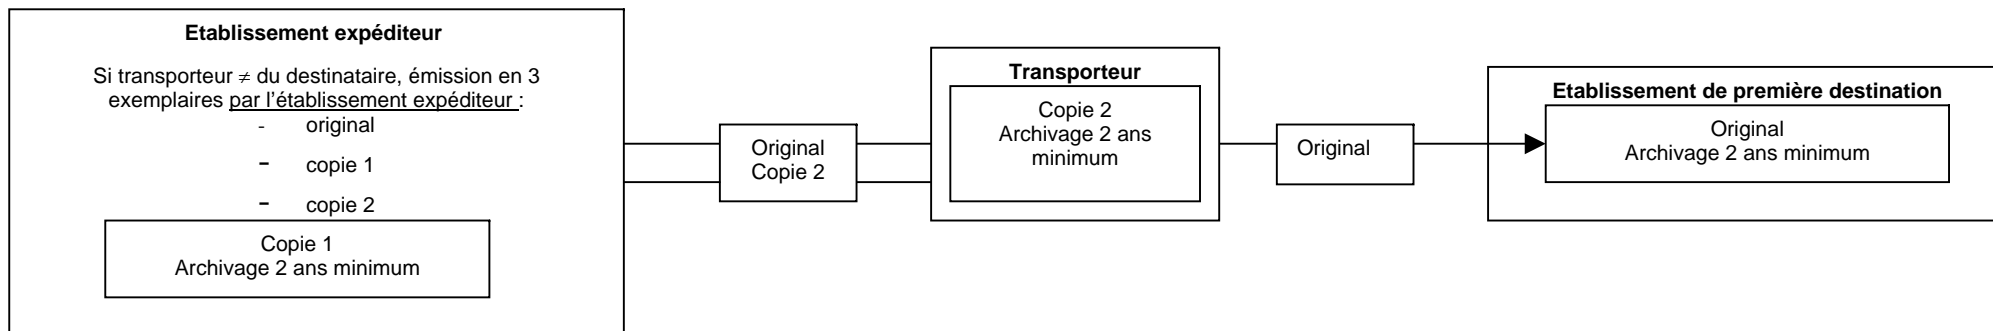 Etablissement expéditeur
Si transporteur ≠ du destinataire, émission en 3
exemplaires par l'établissement expéditeur :
- original
- copie 1
- copie 2
Copie 1
Archivage 2 ans minimum
Original
Copie 2
Transporteur
Copie 2
Archivage 2 ans
minimum
Original
Etablissement de première destination
Original
Archivage 2 ans minimum